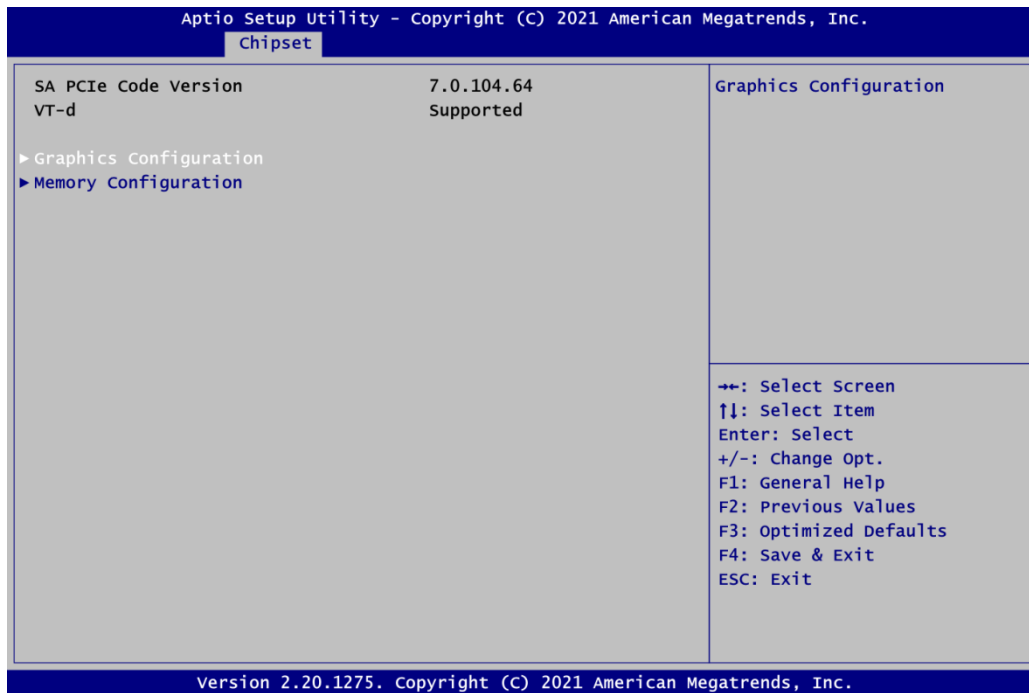 Aptio Setup Utility - Copyright (C) 2021 American Megatrends, Inc.
Chipset
SA PCIe Code Version 7.0.104.64
VT-d Supported
▶ Graphics Configuration
▶ Memory Configuration
Graphics Configuration
→←: Select Screen
↑↓: Select Item
Enter: Select
+/-: Change Opt.
F1: General Help
F2: Previous Values
F3: Optimized Defaults
F4: Save & Exit
ESC: Exit
Version 2.20.1275. Copyright (C) 2021 American Megatrends, Inc.